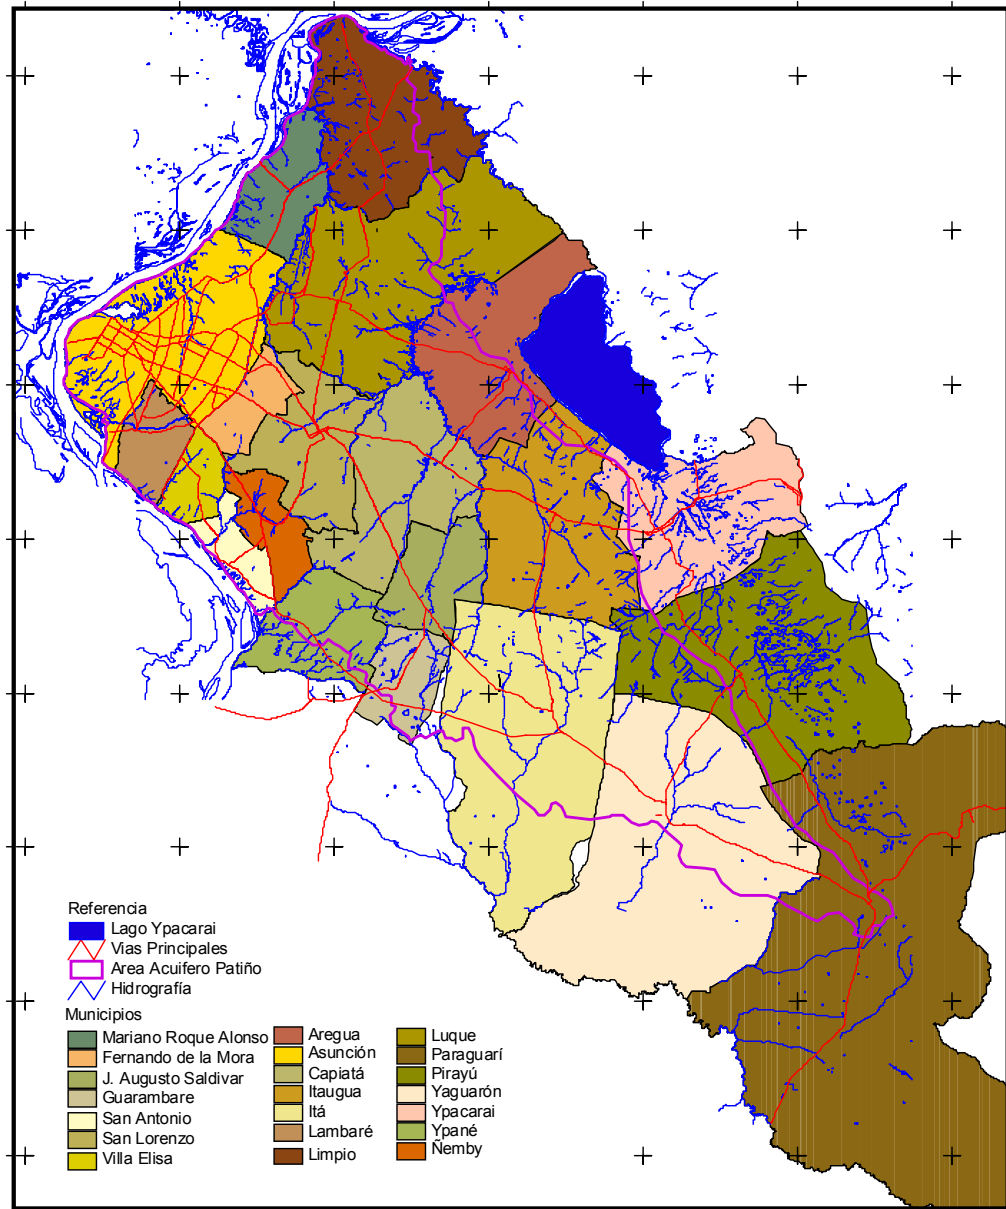 Referencia
Lago Ypacarai
Vias Principales
Area Acuifero Patiño
Hidrografía
Municipios
Mariano Roque Alonso
Fernando de la Mora
J. Augusto Saldivar
Guarambare
San Antonio
San Lorenzo
Villa Elisa
Aregua
Asunción
Capiatá
Itaugua
Itá
Lambaré
Limpio
Luque
Paraguarí
Pirayú
Yaguarón
Ypacarai
Ypané
Ñemby